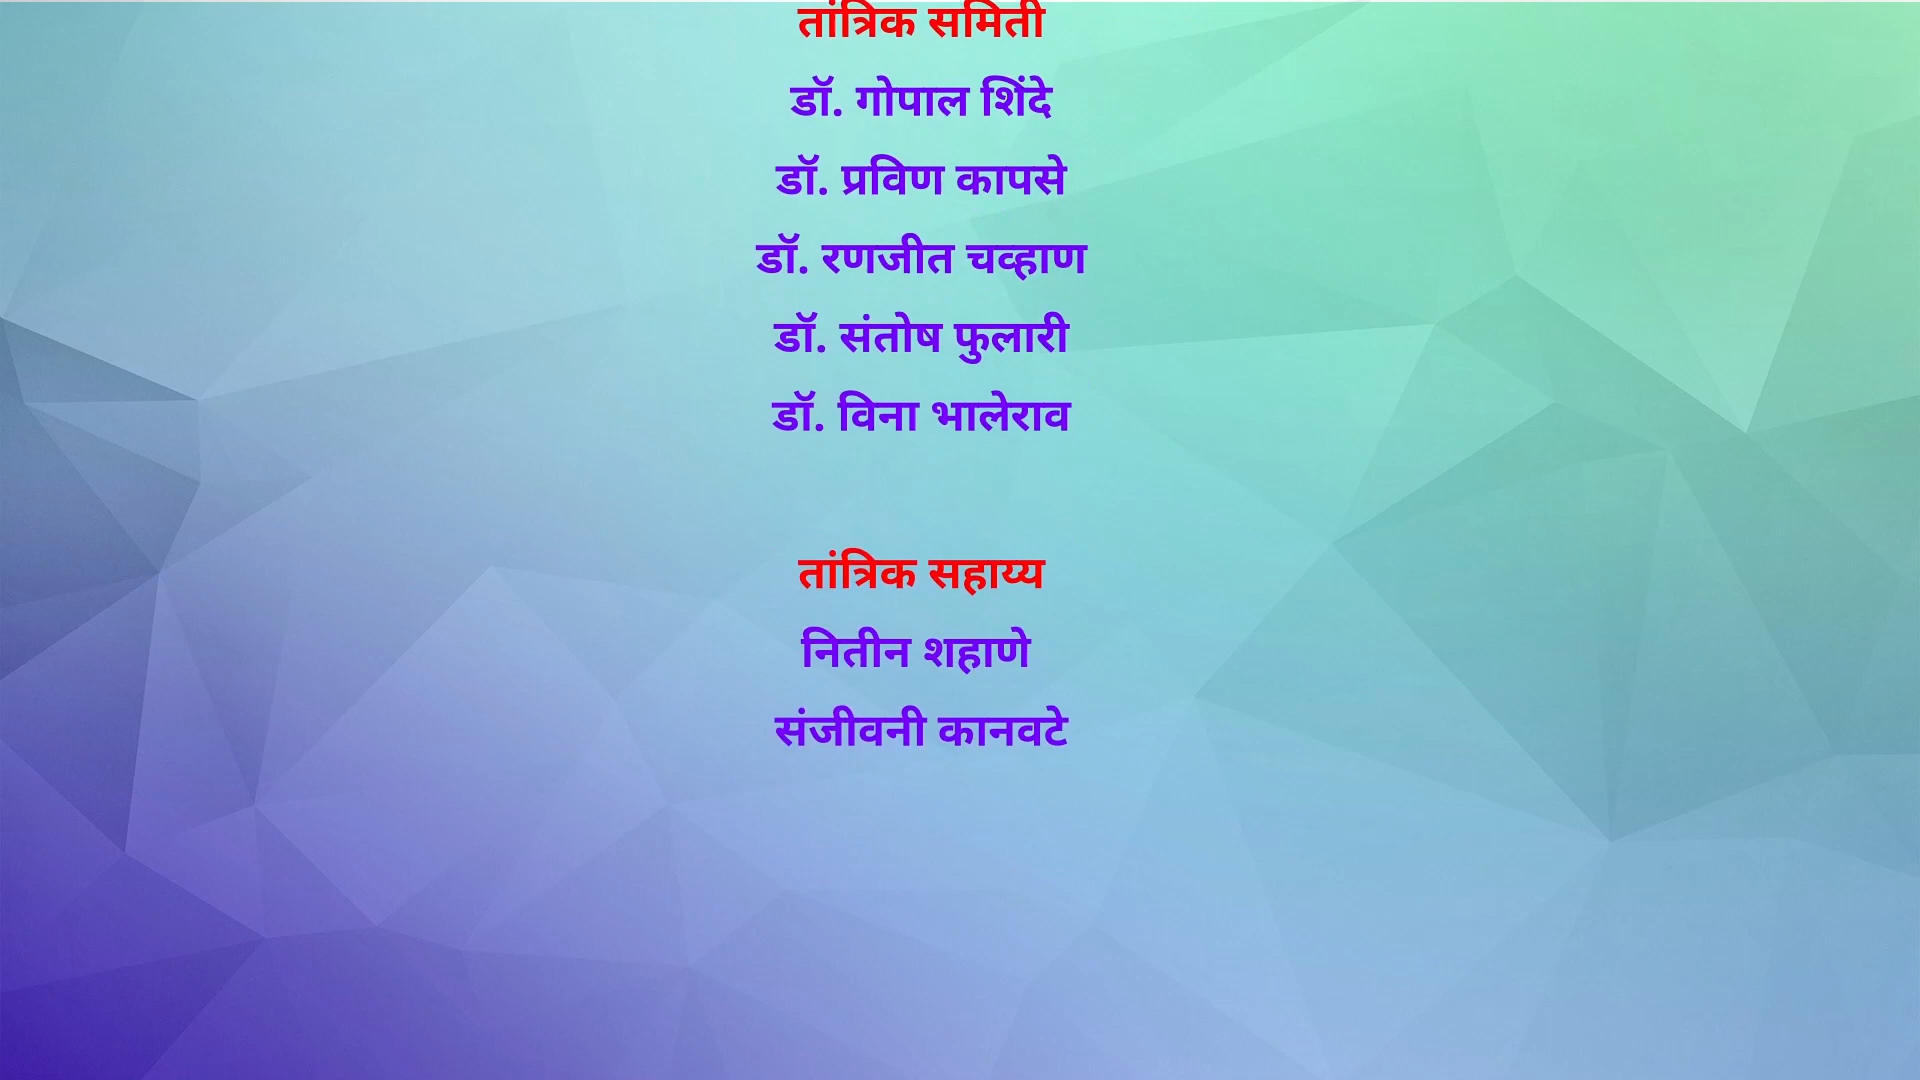 तांत्रिक समिती
डॉ. गोपाल शिंदे
डॉ. प्रविण कापसे
डॉ. रणजीत चव्हाण
डॉ. संतोष फुलारी
डॉ. विना भालेराव
तांत्रिक सहाय्य
नितीन शहाणे
संजीवनी कानवटे